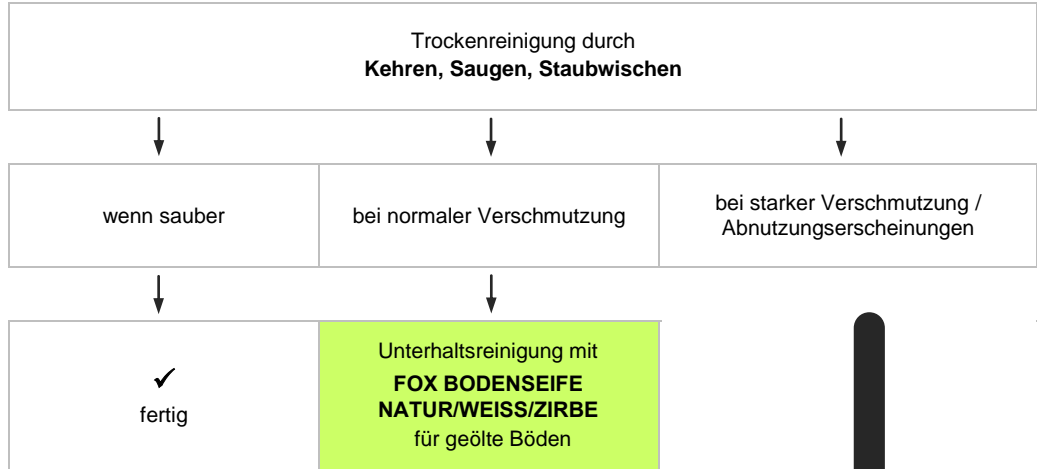 Trockenreinigung durch
Kehren, Saugen, Staubwischen
wenn sauber
bei normaler Verschmutzung
bei starker Verschmutzung /
Abnutzungserscheinungen
✓
fertig
Unterhaltsreinigung mit
FOX BODENSEIFE
NATUR/WEISS/ZIRBE
für geölte Böden